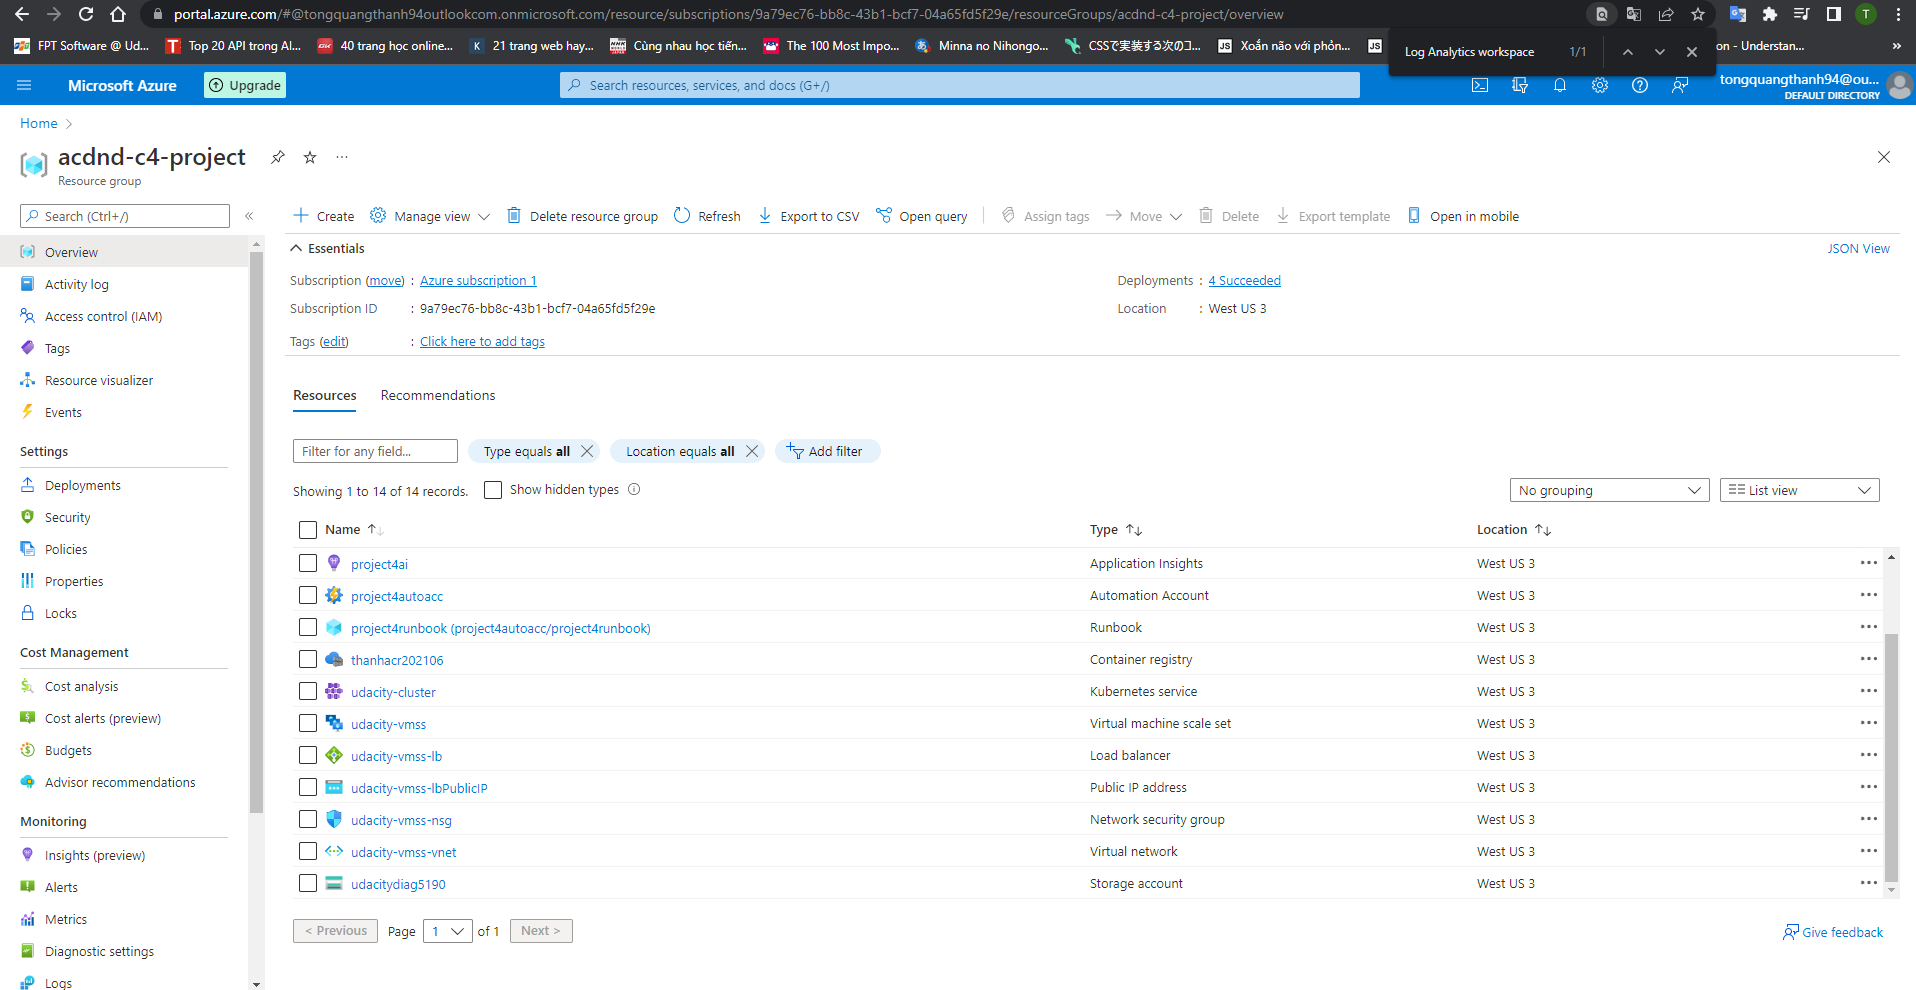 portal.azure.com/#@tongquangthanh94outlookcom.onmicrosoft.com/resource/subscriptions/9a79ec76-bb8c-43b1-bcf7-04a65fd5f29e/resourceGroups/acdnd-c4-project/overview
T
FPT Software @ Ud...
Top 20 API trong AI...
40 trang học online...
21 trang web hay...
Cùng nhau học tiến...
The 100 Most Impo...
Minna no Nihongo...
CSSで実装する次のコ...
Xoắn não với phỏn...
on - Understan...
»
Log Analytics workspace 1/1
Microsoft Azure
Upgrade
Search resources, services, and docs (G+/)
tongquangthanh94@ou...
DEFAULT DIRECTORY
Home
acdnd-c4-project
Resource group
Search (Ctrl+/)
Create
Manage view
Delete resource group
Refresh
Export to CSV
Open query
Assign tags
Move
Delete
Export template
Open in mobile
Overview
Activity log
Access control (IAM)
Tags
Resource visualizer
Events
Settings
Deployments
Security
Policies
Properties
Locks
Cost Management
Cost analysis
Cost alerts (preview)
Budgets
Advisor recommendations
Monitoring
Insights (preview)
Alerts
Metrics
Diagnostic settings
Logs
Essentials
JSON View
Subscription (move) : Azure subscription 1
Deployments : 4 Succeeded
Subscription ID : 9a79ec76-bb8c-43b1-bcf7-04a65fd5f29e
Location : West US 3
Tags (edit) : Click here to add tags
Resources
Recommendations
Filter for any field...
Type equals all
Location equals all
Add filter
Showing 1 to 14 of 14 records.
Show hidden types
No grouping
List view
Name Type Location
project4ai Application Insights West US 3
project4autoacc Automation Account West US 3
project4runbook (project4autoacc/project4runbook) Runbook West US 3
thanhacr202106 Container registry West US 3
udacity-cluster Kubernetes service West US 3
udacity-vmss Virtual machine scale set West US 3
udacity-vmss-lb Load balancer West US 3
udacity-vmss-lbPublicIP Public IP address West US 3
udacity-vmss-nsg Network security group West US 3
udacity-vmss-vnet Virtual network West US 3
udacitydiag5190 Storage account West US 3
< Previous Page 1 of 1 Next >
Give feedback